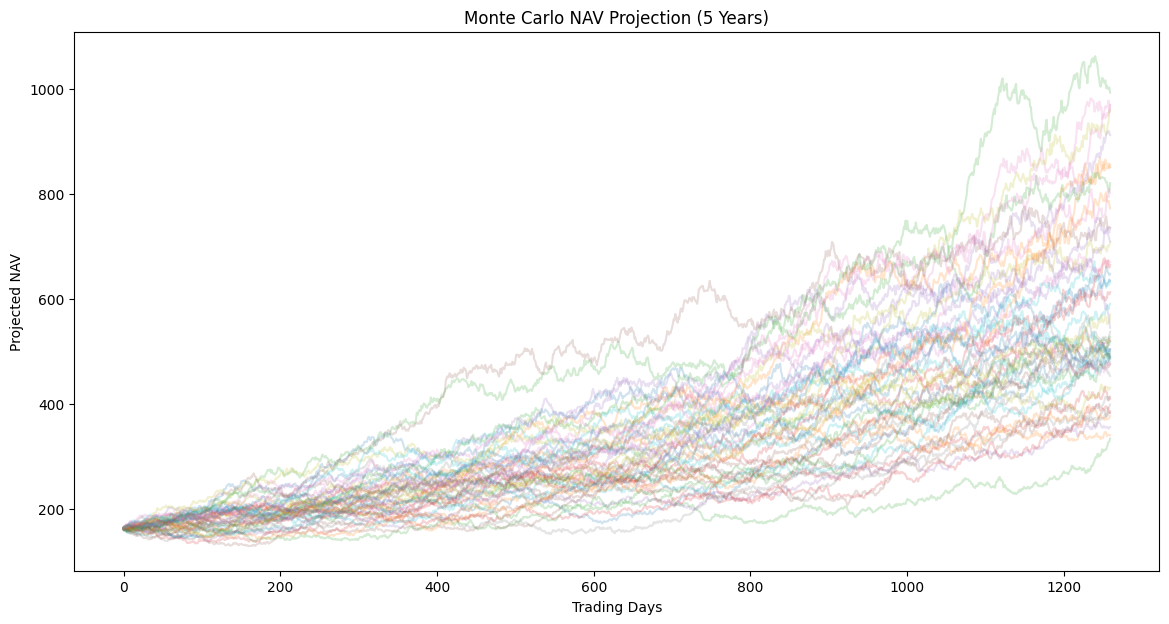 Monte Carlo NAV Projection (5 Years)
Projected NAV
1000
800
600
400
200
0 200 400 600 800 1000 1200
Trading Days